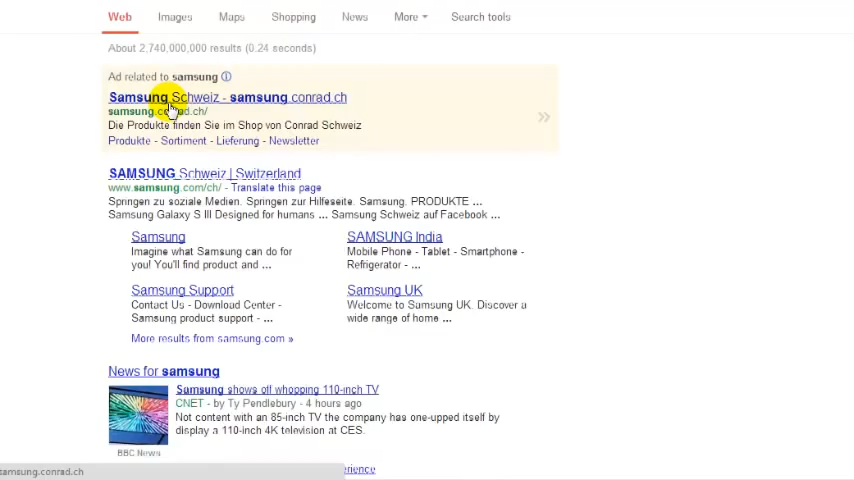 Web Images Maps Shopping News More Search tools
About 2,740,000,000 results (0.24 seconds)
Ad related to samsung
Samsung Schweiz - samsung.conrad.ch
samsung.conrad.ch/
Die Produkte finden Sie im Shop von Conrad Schweiz
Produkte - Sortiment - Lieferung - Newsletter
SAMSUNG Schweiz | Switzerland
www.samsung.com/ch/ - Translate this page
Springen zu soziale Medien. Springen zur Hilfeseite. Samsung. PRODUKTE ...
Samsung Galaxy S III Designed for humans ... Samsung Schweiz auf Facebook ...
Samsung
Imagine what Samsung can do for
you! You'll find product and ...
SAMSUNG India
Mobile Phone - Tablet - Smartphone -
Refrigerator - ...
Samsung Support
Contact Us - Download Center -
Samsung product support - ...
Samsung UK
Welcome to Samsung UK. Discover a
wide range of home ...
More results from samsung.com »
News for samsung
Samsung shows off whopping 110-inch TV
CNET - by Ty Pendlebury - 4 hours ago
Not content with an 85-inch TV the company has one-upped itself by
display a 110-inch 4K television at CES.
BBC News
samsung.conrad.ch